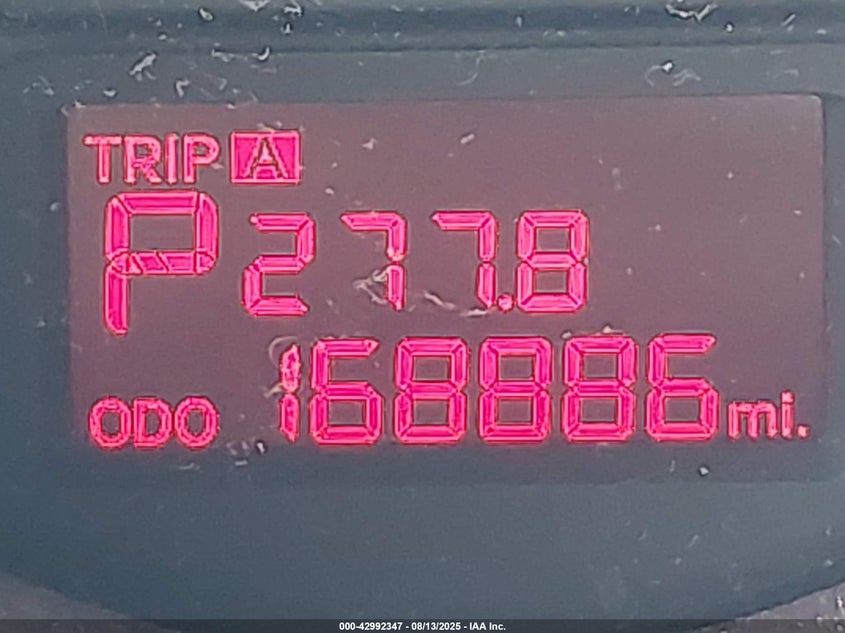 TRIP A
P 277.8
ODO 168886 mi.
000-42992347 - 08/13/2025 - IAA Inc.